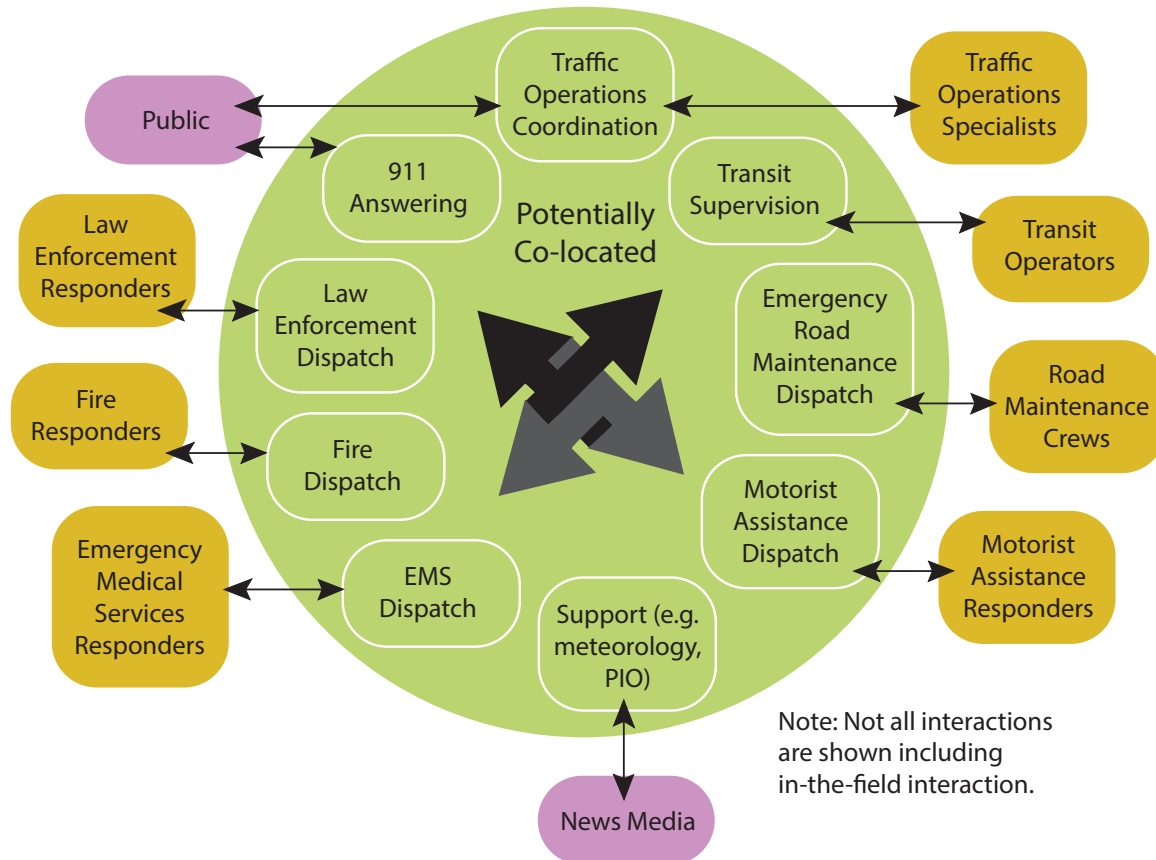 Traffic
Operations
Coordination
Traffic
Operations
Specialists
Public
911
Answering
Transit
Supervision
Potentially
Co-located
Law
Enforcement
Responders
Transit
Operators
Law
Enforcement
Dispatch
Emergency
Road
Maintenance
Dispatch
Fire
Responders
Road
Maintenance
Crews
Fire
Dispatch
Motorist
Assistance
Dispatch
Emergency
Medical
Services
Responders
EMS
Dispatch
Motorist
Assistance
Responders
Support (e.g.
meteorology,
PIO)
Note: Not all interactions
are shown including
in-the-field interaction.
News Media